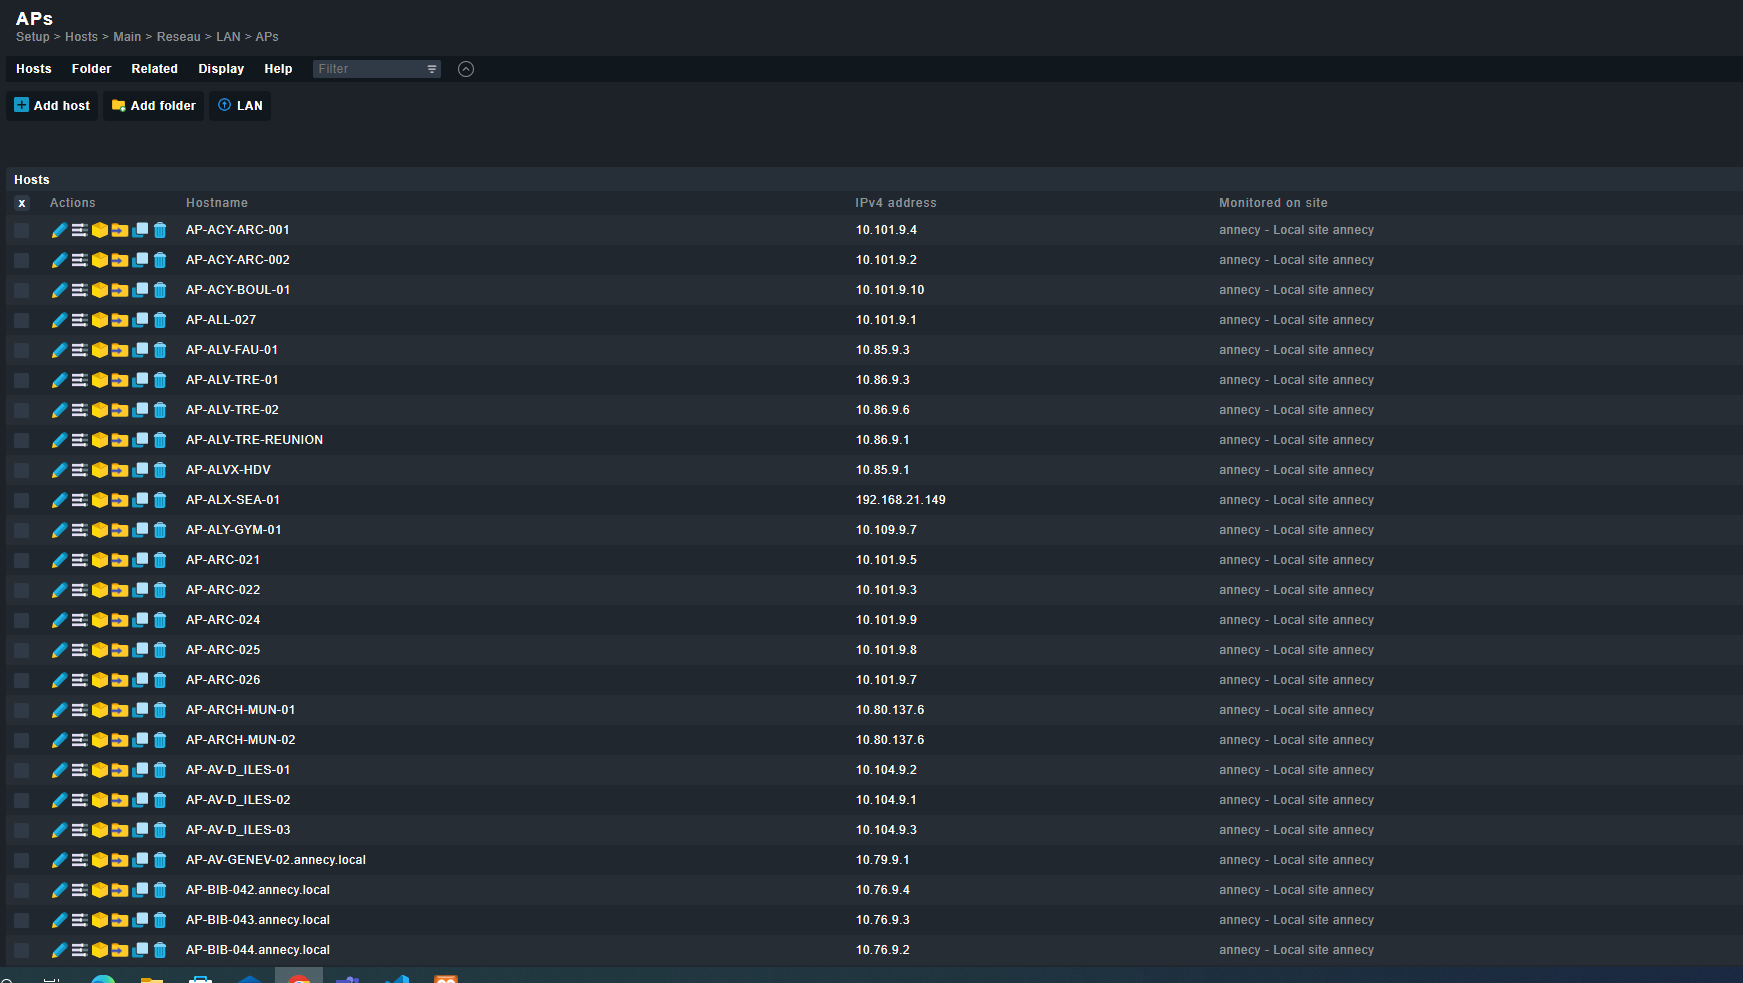 APs
Setup > Hosts > Main > Reseau > LAN > APs
Hosts Folder Related Display Help Filter
Add host Add folder LAN
Hosts
x Actions Hostname IPv4 address Monitored on site
AP-ACY-ARC-001 10.101.9.4 annecy - Local site annecy
AP-ACY-ARC-002 10.101.9.2 annecy - Local site annecy
AP-ACY-BOUL-01 10.101.9.10 annecy - Local site annecy
AP-ALL-027 10.101.9.1 annecy - Local site annecy
AP-ALV-FAU-01 10.85.9.3 annecy - Local site annecy
AP-ALV-TRE-01 10.86.9.3 annecy - Local site annecy
AP-ALV-TRE-02 10.86.9.6 annecy - Local site annecy
AP-ALV-TRE-REUNION 10.86.9.1 annecy - Local site annecy
AP-ALVX-HDV 10.85.9.1 annecy - Local site annecy
AP-ALX-SEA-01 192.168.21.149 annecy - Local site annecy
AP-ALY-GYM-01 10.109.9.7 annecy - Local site annecy
AP-ARC-021 10.101.9.5 annecy - Local site annecy
AP-ARC-022 10.101.9.3 annecy - Local site annecy
AP-ARC-024 10.101.9.9 annecy - Local site annecy
AP-ARC-025 10.101.9.8 annecy - Local site annecy
AP-ARC-026 10.101.9.7 annecy - Local site annecy
AP-ARCH-MUN-01 10.80.137.6 annecy - Local site annecy
AP-ARCH-MUN-02 10.80.137.6 annecy - Local site annecy
AP-AV-D_ILES-01 10.104.9.2 annecy - Local site annecy
AP-AV-D_ILES-02 10.104.9.1 annecy - Local site annecy
AP-AV-D_ILES-03 10.104.9.3 annecy - Local site annecy
AP-AV-GENEV-02.annecy.local 10.79.9.1 annecy - Local site annecy
AP-BIB-042.annecy.local 10.76.9.4 annecy - Local site annecy
AP-BIB-043.annecy.local 10.76.9.3 annecy - Local site annecy
AP-BIB-044.annecy.local 10.76.9.2 annecy - Local site annecy